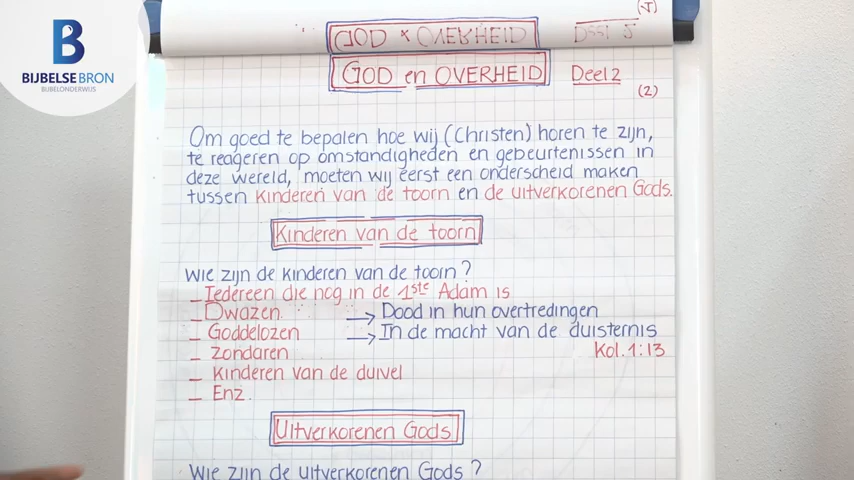 (1)
GOD & OVERHEID
BIJBELSE BRON
BIJBELONDERWIJS
GOD en OVERHEID Deel 2
(2)
Om goed te bepalen hoe wij (Christen) horen te zijn,
te reageren op omstandigheden en gebeurtenissen in
deze wereld, moeten wij eerst een onderscheid maken
tussen kinderen van de toorn en de uitverkorenen Gods.
Kinderen van de toorn
Wie zijn de kinderen van de toorn?
_ Iedereen die nog in de 1ste Adam is
_ Dwazen → Dood in hun overtredingen
_ Goddelozen → In de macht van de duisternis
_ Zondaren Kol. 1:13
_ Kinderen van de duivel
_ Enz.
Uitverkorenen Gods
Wie zijn de uitverkorenen Gods?